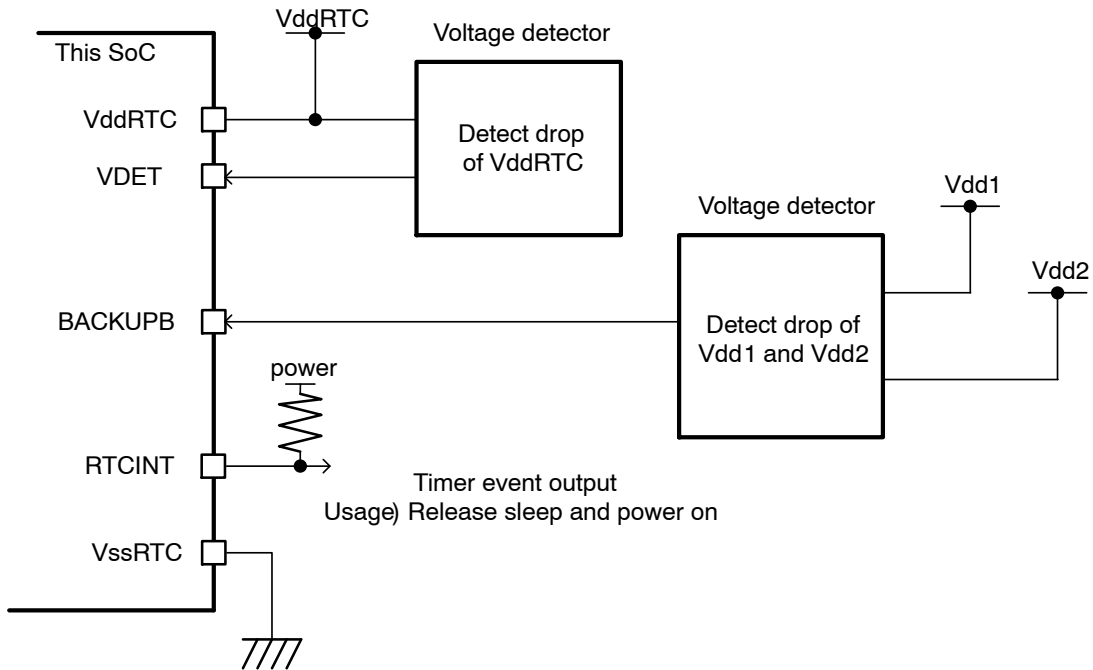 VddRTC
This SoC
Voltage detector
VddRTC
Detect drop
of VddRTC
VDET
Vdd1
Voltage detector
Vdd2
BACKUPB
Detect drop of
Vdd1 and Vdd2
power
RTCINT
Timer event output
Usage) Release sleep and power on
VssRTC